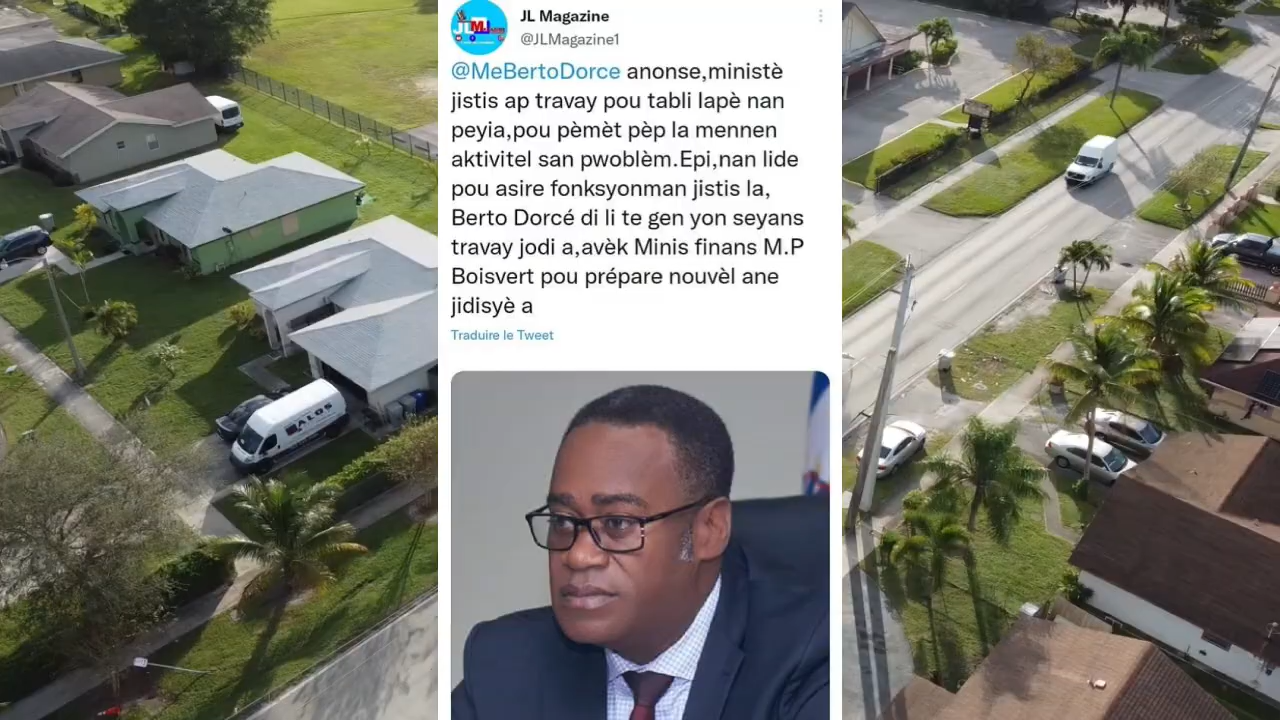 JL Magazine
@JLMagazine1
@MeBertoDorce anonse,ministè
jistis ap travay pou tabli lapè nan
peyia,pou pèmèt pèp la mennen
aktivitel san pwoblèm.Epi,nan lide
pou asire fonksyonman jistis la,
Berto Dorcé di li te gen yon seyans
travay jodi a,avèk Minis finans M.P
Boisvert pou prépare nouvèl ane
jidisyè a
Traduire le Tweet